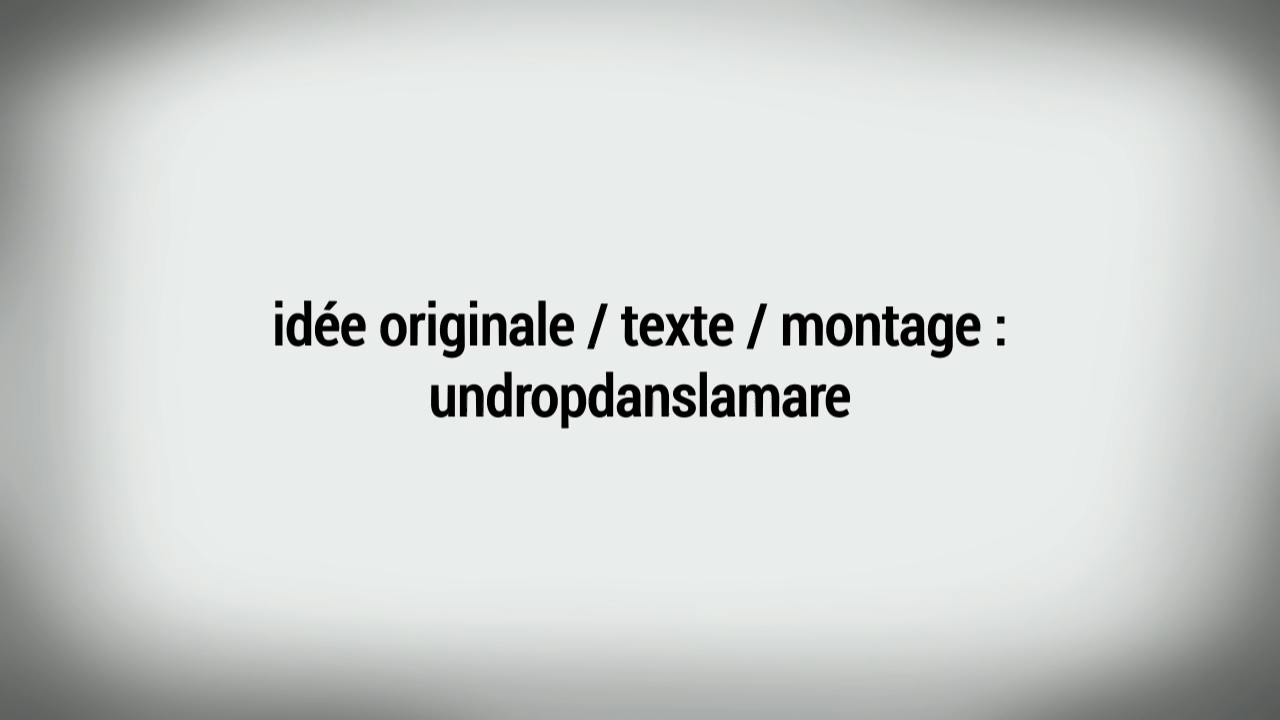 idée originale / texte / montage :
undropdanslamare